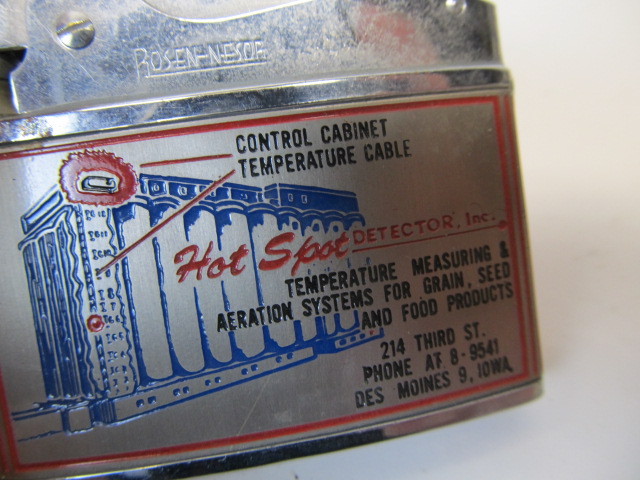 ROSEN-NESOR
CONTROL CABINET
TEMPERATURE CABLE
Hot Spot DETECTOR, Inc.
TEMPERATURE MEASURING &
AERATION SYSTEMS FOR GRAIN, SEED
AND FOOD PRODUCTS
214 THIRD ST.
PHONE AT 8-9541
DES MOINES 9, IOWA